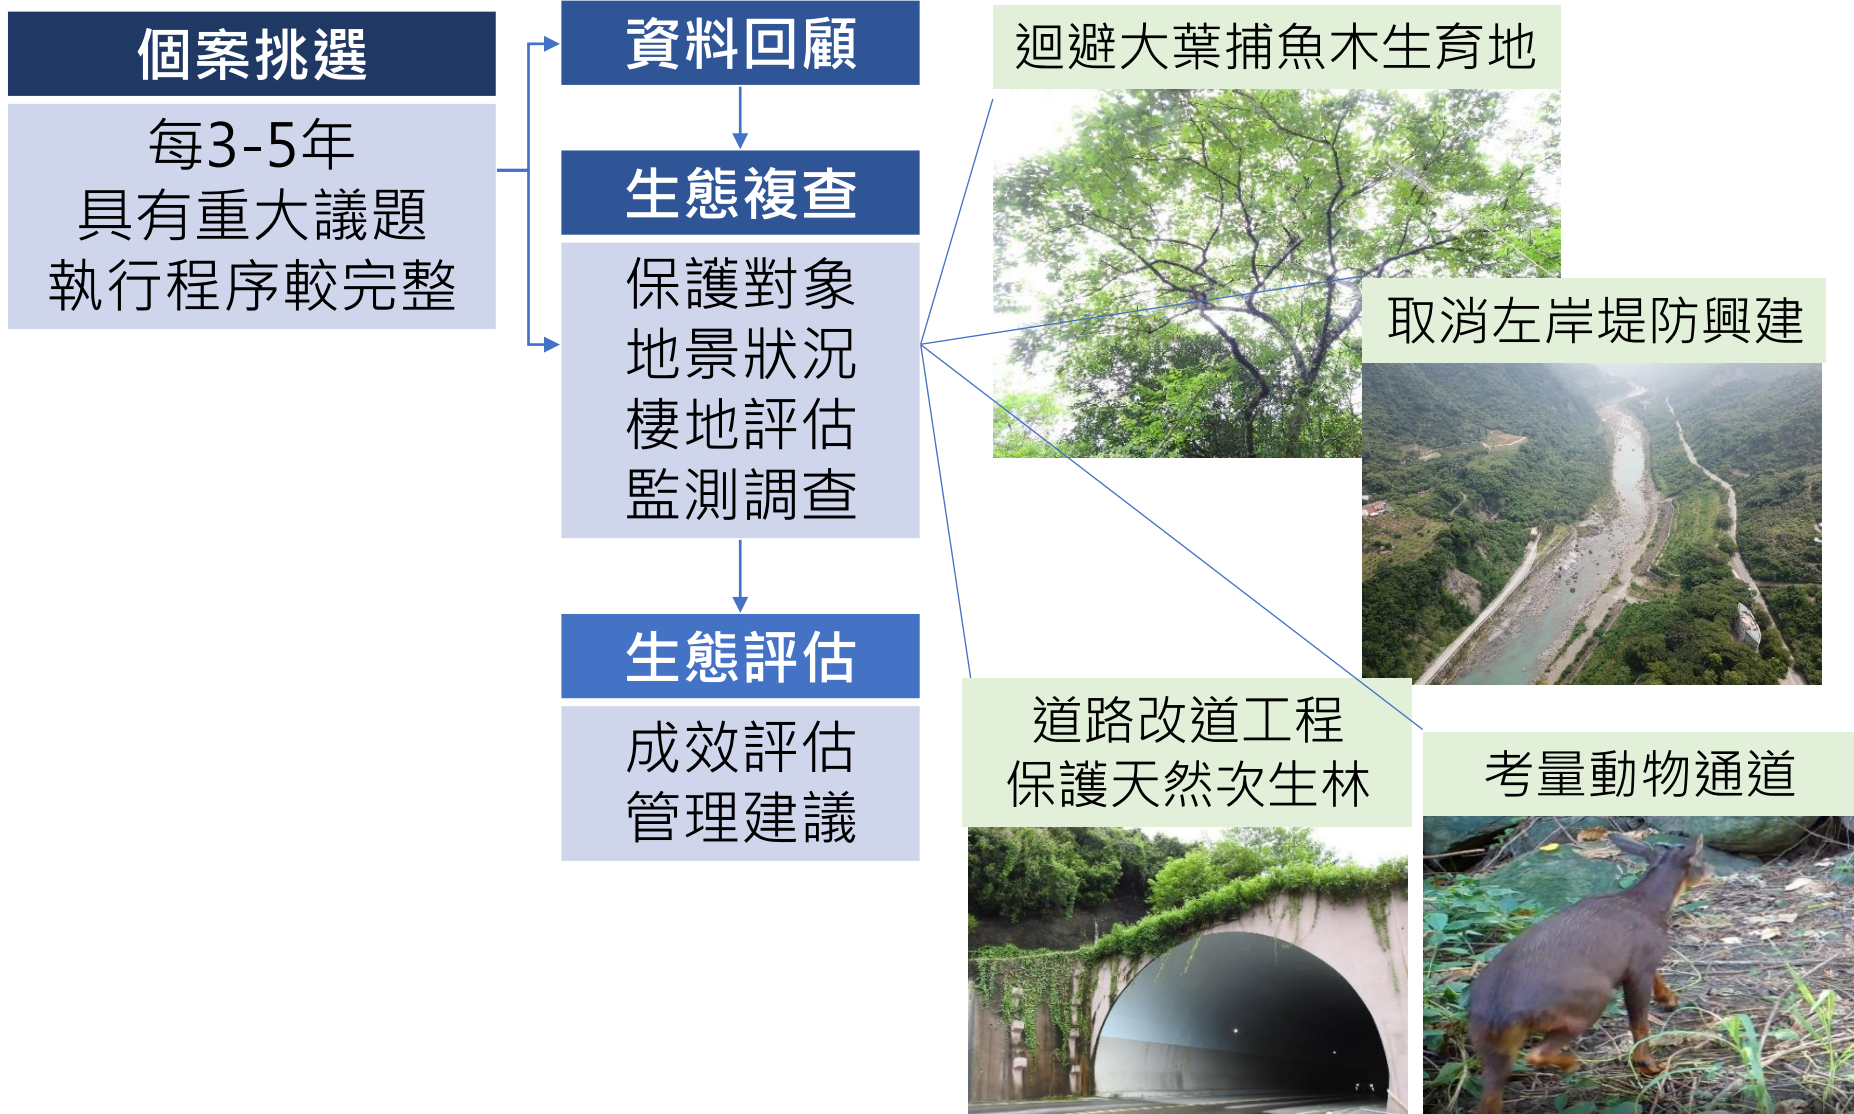 個案挑選
每3-5年
具有重大議題
執行程序較完整
資料回顧
生態複查
保護對象
地景狀況
棲地評估
監測調查
生態評估
成效評估
管理建議
迴避大葉捕魚木生育地
取消左岸堤防興建
道路改道工程
保護天然次生林
考量動物通道